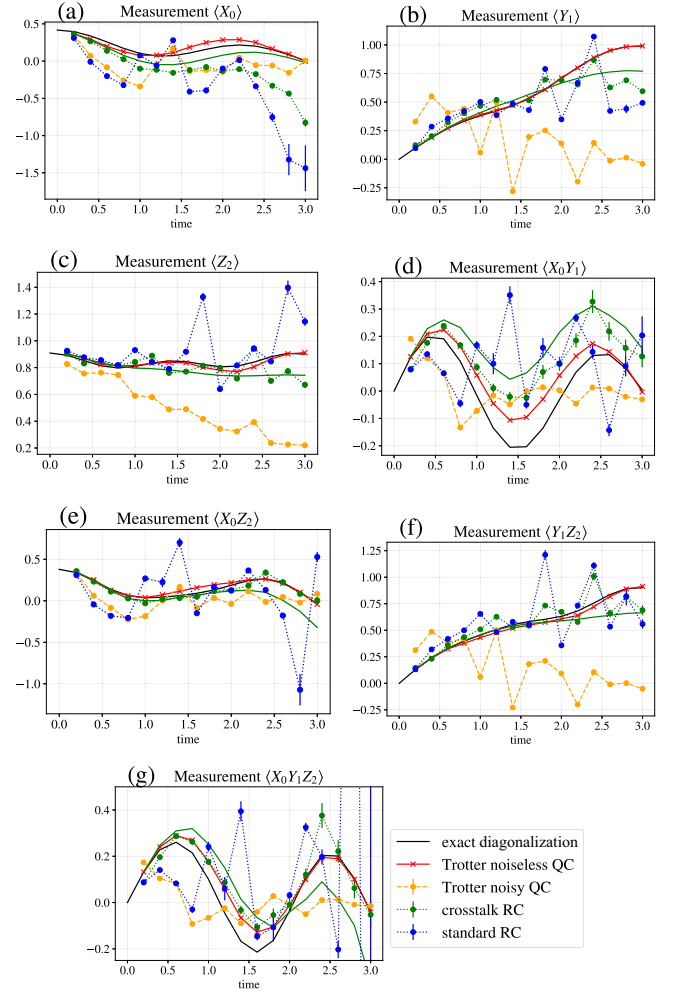 (a) Measurement ⟨X₀⟩
0.5
0.0
−0.5
−1.0
−1.5
0.0 0.5 1.0 1.5 2.0 2.5 3.0
time
(b) Measurement ⟨Y₁⟩
1.00
0.75
0.50
0.25
0.00
−0.25
0.0 0.5 1.0 1.5 2.0 2.5 3.0
time
(c) Measurement ⟨Z₂⟩
1.4
1.2
1.0
0.8
0.6
0.4
0.2
0.0 0.5 1.0 1.5 2.0 2.5 3.0
time
(d) Measurement ⟨X₀Y₁⟩
0.4
0.3
0.2
0.1
0.0
−0.1
−0.2
0.0 0.5 1.0 1.5 2.0 2.5 3.0
time
(e) Measurement ⟨X₀Z₂⟩
0.5
0.0
−0.5
−1.0
0.0 0.5 1.0 1.5 2.0 2.5 3.0
time
(f) Measurement ⟨Y₁Z₂⟩
1.25
1.00
0.75
0.50
0.25
0.00
−0.25
0.0 0.5 1.0 1.5 2.0 2.5 3.0
time
(g) Measurement ⟨X₀Y₁Z₂⟩
0.4
0.2
0.0
−0.2
0.0 0.5 1.0 1.5 2.0 2.5 3.0
time
exact diagonalization
Trotter noiseless QC
Trotter noisy QC
crosstalk RC
standard RC